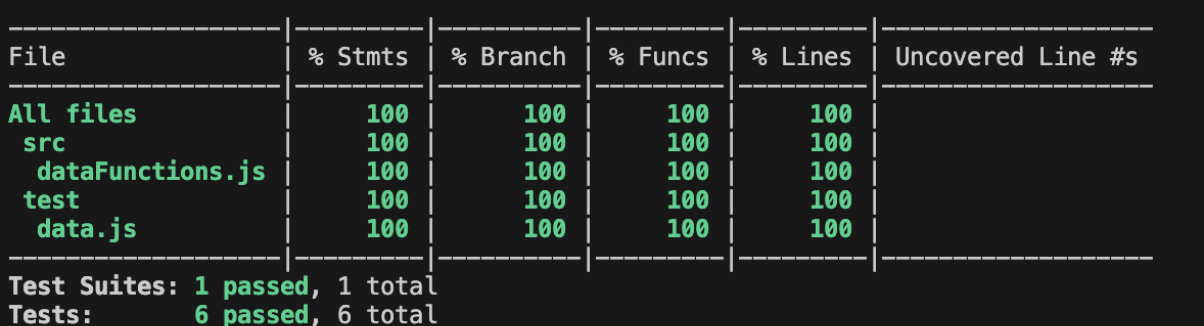 -------------------|---------|----------|---------|---------|-------------------
File               | % Stmts | % Branch | % Funcs | % Lines | Uncovered Line #s
-------------------|---------|----------|---------|---------|-------------------
All files          |     100 |      100 |     100 |     100 |
 src               |     100 |      100 |     100 |     100 |
  dataFunctions.js |     100 |      100 |     100 |     100 |
 test              |     100 |      100 |     100 |     100 |
  data.js          |     100 |      100 |     100 |     100 |
-------------------|---------|----------|---------|---------|-------------------
Test Suites: 1 passed, 1 total
Tests:       6 passed, 6 total